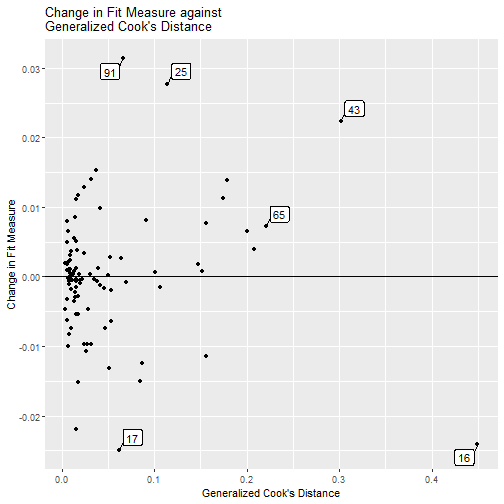 Change in Fit Measure against
Generalized Cook's Distance
Change in Fit Measure
0.03
0.02
0.01
0.00
-0.01
-0.02
91
25
43
65
17
16
0.0 0.1 0.2 0.3 0.4
Generalized Cook's Distance